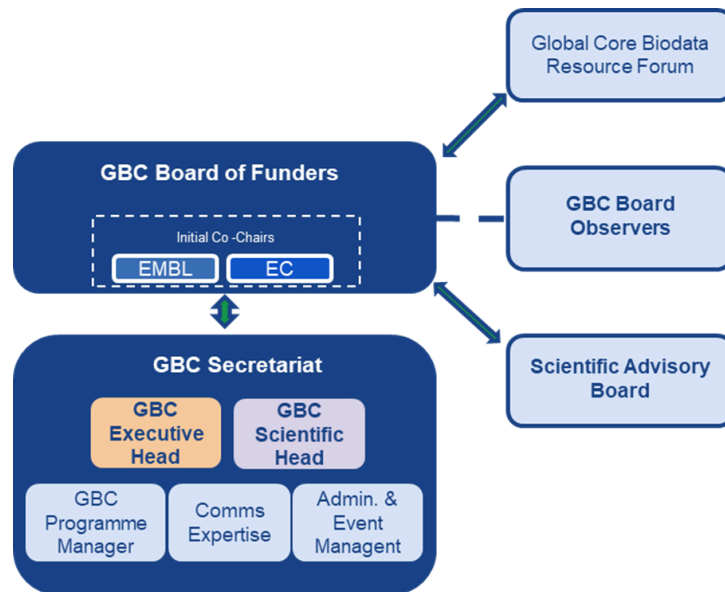 Global Core Biodata
Resource Forum
GBC Board of Funders
GBC Board
Observers
Initial Co -Chairs
EMBL
EC
GBC Secretariat
Scientific Advisory
Board
GBC
Executive
Head
GBC
Scientific
Head
GBC
Programme
Manager
Comms
Expertise
Admin. &
Event
Managent